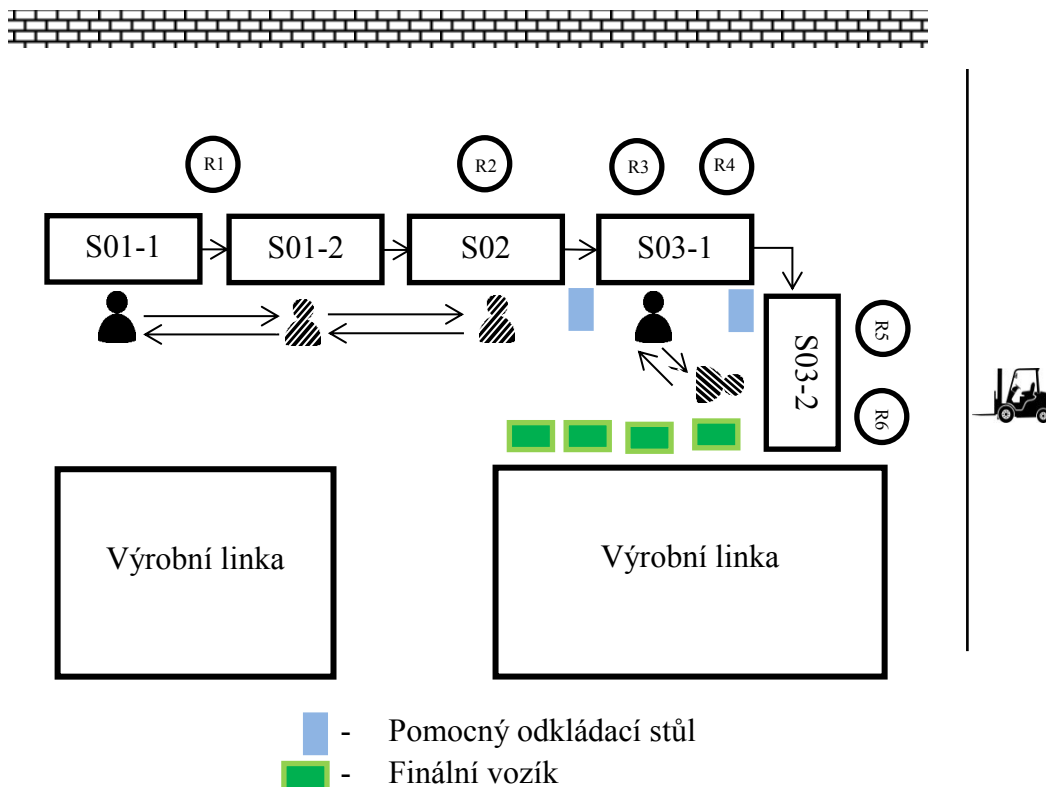 R1
R2
R3
R4
S01-1
S01-2
S02
S03-1
S03-2
R5
R6
Výrobní linka
Výrobní linka
- Pomocný odkládací stůl
- Finální vozík